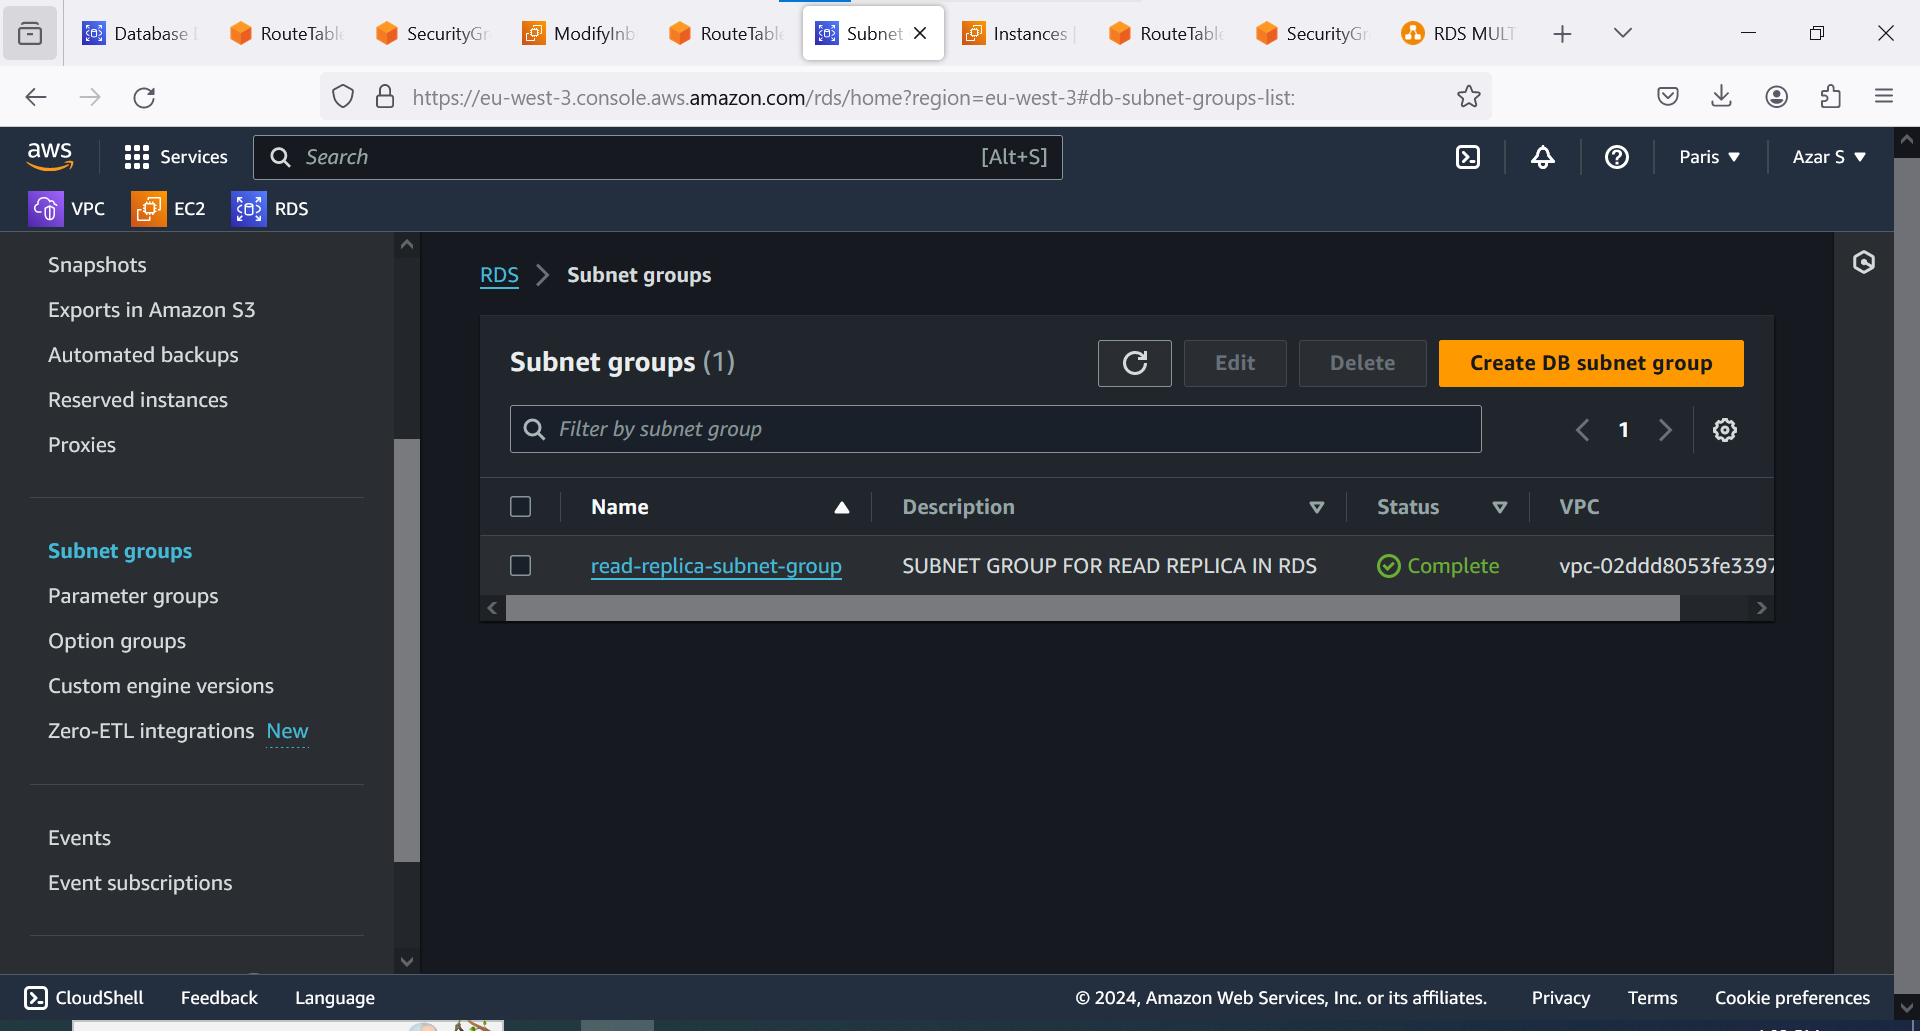 Database
RouteTable
SecurityGr
ModifyInb
RouteTable
Subnet
Instances
RouteTable
SecurityGr
RDS MULT
https://eu-west-3.console.aws.amazon.com/rds/home?region=eu-west-3#db-subnet-groups-list:
aws
Services
Search
[Alt+S]
Paris
Azar S
VPC
EC2
RDS
Snapshots
Exports in Amazon S3
Automated backups
Reserved instances
Proxies
Subnet groups
Parameter groups
Option groups
Custom engine versions
Zero-ETL integrations New
Events
Event subscriptions
RDS > Subnet groups
Subnet groups (1)
Edit
Delete
Create DB subnet group
Filter by subnet group
1
Name Description Status VPC
read-replica-subnet-group SUBNET GROUP FOR READ REPLICA IN RDS Complete vpc-02ddd8053fe3397
CloudShell Feedback Language
© 2024, Amazon Web Services, Inc. or its affiliates. Privacy Terms Cookie preferences